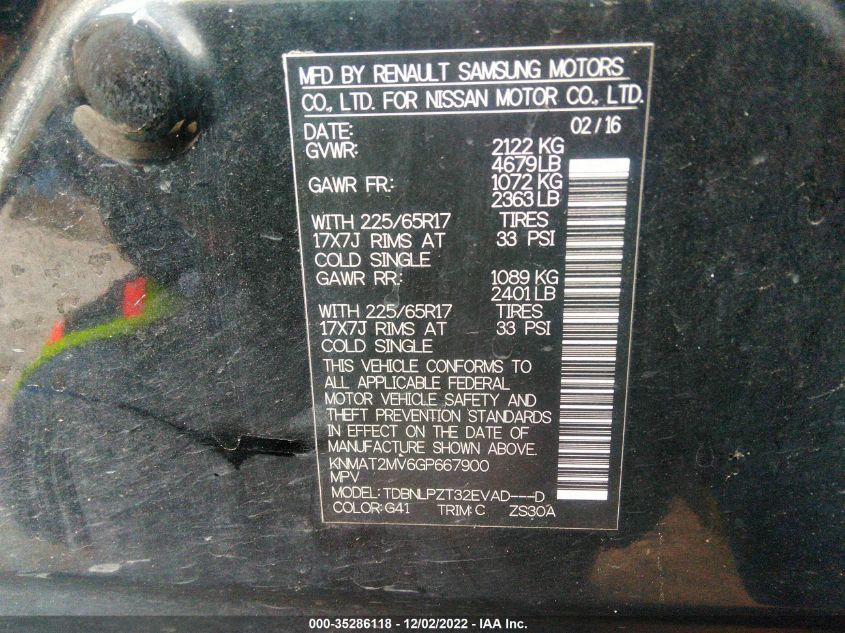 MFD BY RENAULT SAMSUNG MOTORS
CO., LTD. FOR NISSAN MOTOR CO., LTD.
DATE: 02/16
GVWR: 2122 KG
4679LB
GAWR FR: 1072 KG
2363LB
WITH 225/65R17 TIRES
17X7J RIMS AT 33 PSI
COLD SINGLE
GAWR RR: 1089 KG
2401LB
WITH 225/65R17 TIRES
17X7J RIMS AT 33 PSI
COLD SINGLE
THIS VEHICLE CONFORMS TO
ALL APPLICABLE FEDERAL
MOTOR VEHICLE SAFETY AND
THEFT PREVENTION STANDARDS
IN EFFECT ON THE DATE OF
MANUFACTURE SHOWN ABOVE.
KNMAT2MV6GP667900
MPV
MODEL: TDBNLPZT32EVAD---D
COLOR: G41 TRIM: C ZS30A
000-35286118 - 12/02/2022 - IAA Inc.